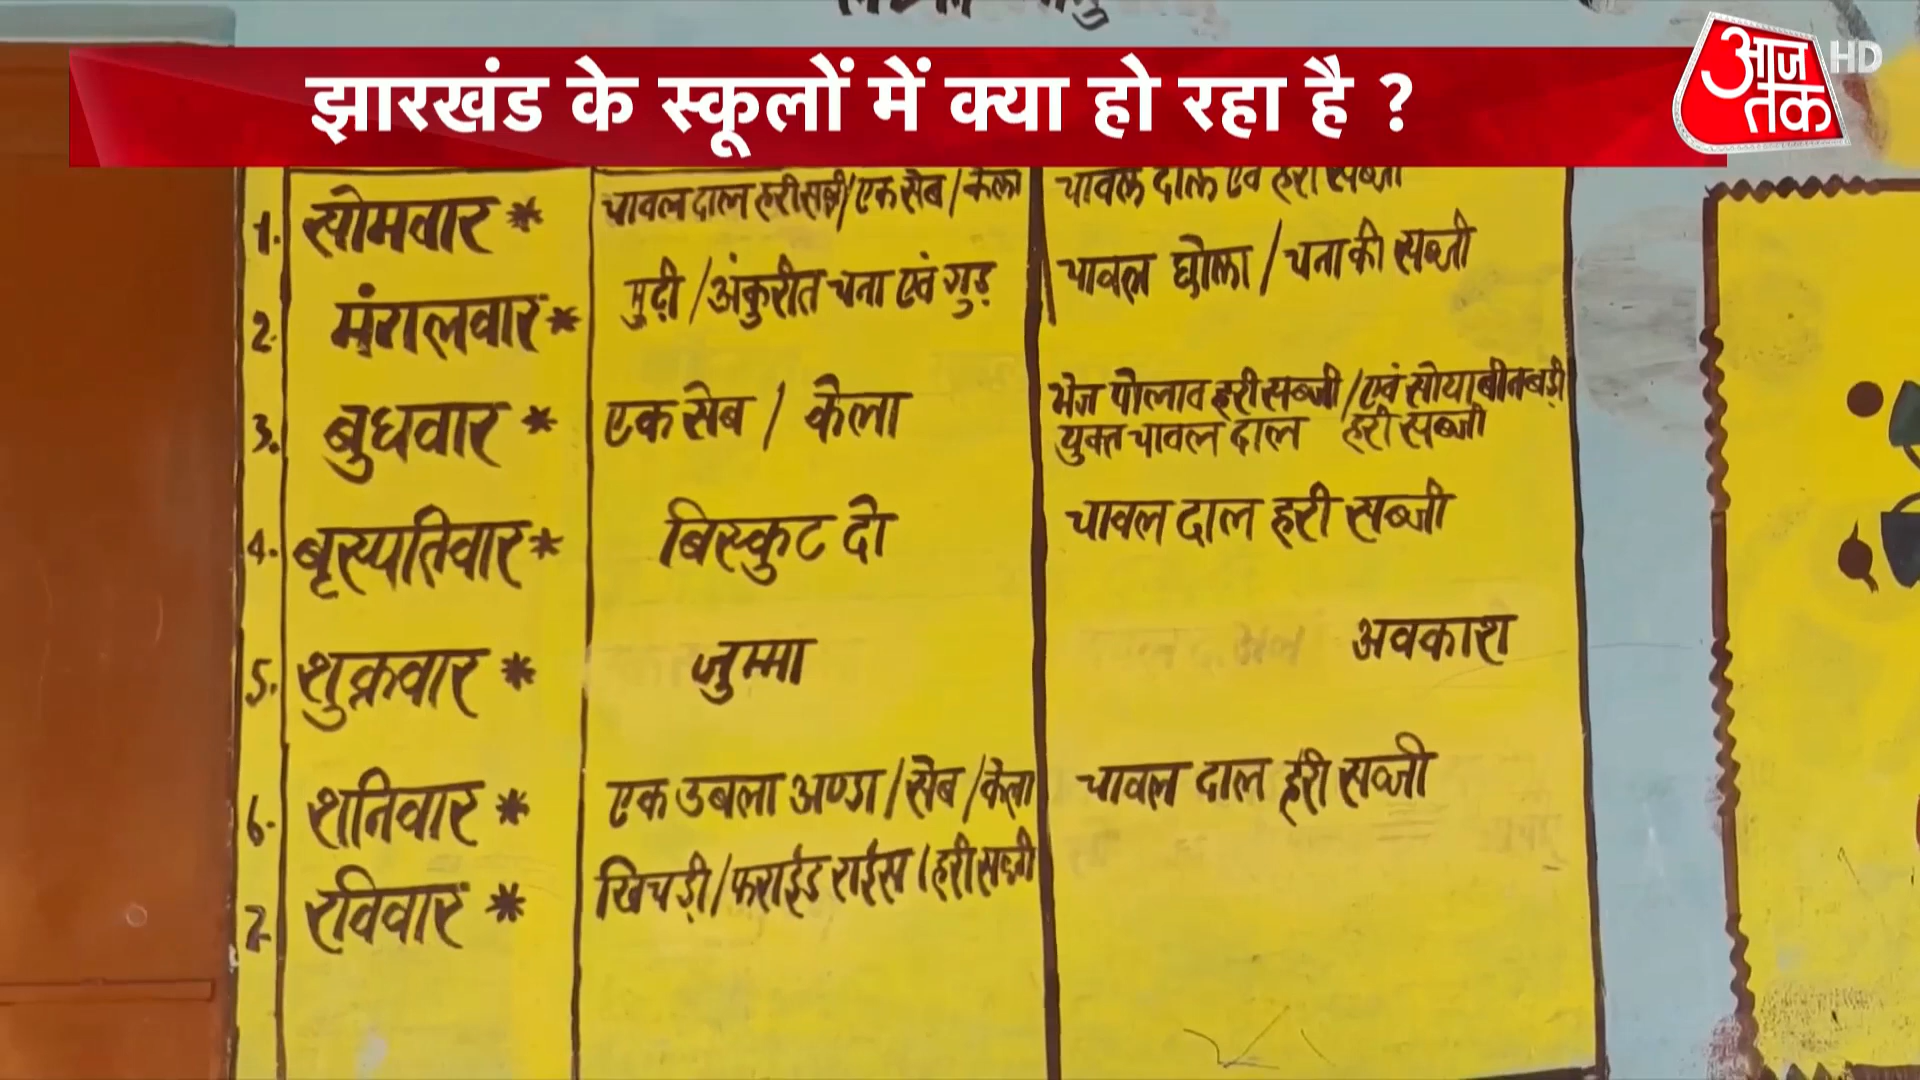 झारखंड के स्कूलों में क्या हो रहा है ?
आज तक HD
1. सोमवार * चावल दाल हरी सब्जी/एक सेब/केला चावल दाल एवं हरी सब्जी
2. मंगलवार * मुढ़ी/अंकुरीत चना एवं गुड़ चावल घोला/चना की सब्जी
3. बुधवार * एक सेब / केला भेज पोलाव हरी सब्जी/एवं सोयाबीन बड़ी
युक्त चावल दाल हरी सब्जी
4. बृस्पतिवार * बिस्कुट दो चावल दाल हरी सब्जी
5. शुक्रवार * जुम्मा अवकाश
6. शनिवार * एक उबला अण्डा/सेब/केला चावल दाल हरी सब्जी
7. रविवार * खिचड़ी/फराईड राईस/हरी सब्जी